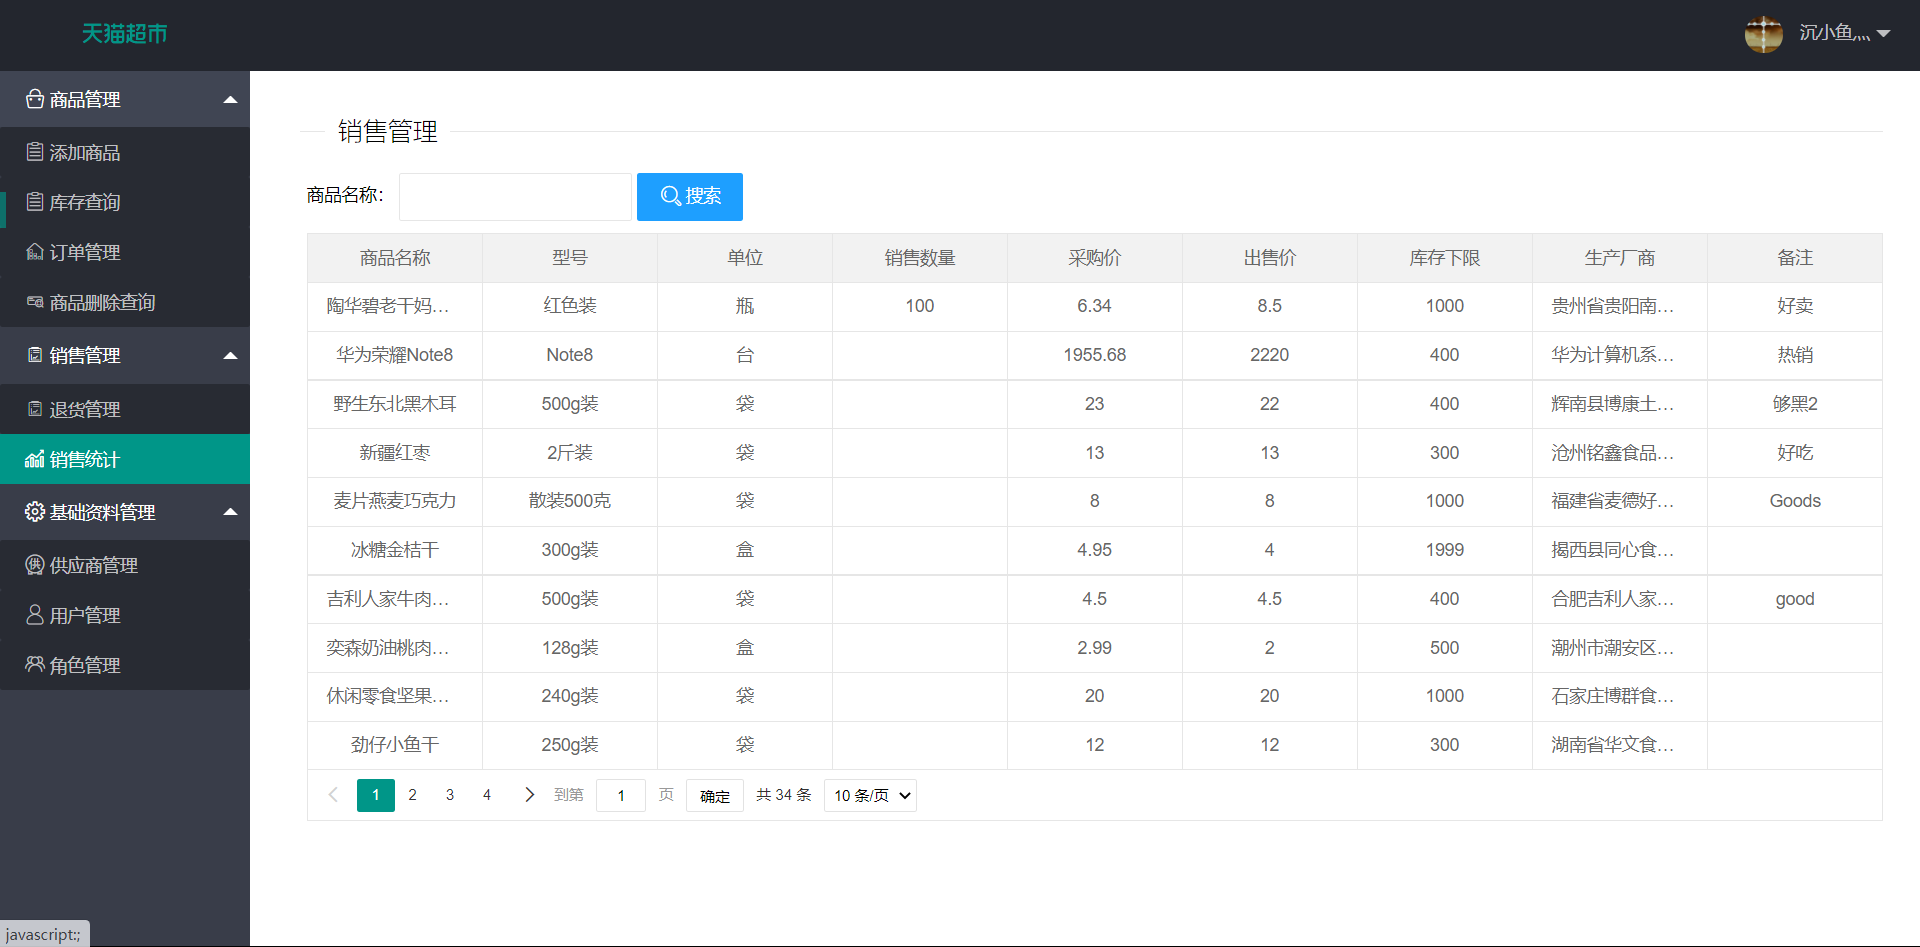 天猫超市
沉小鱼灬
商品管理
添加商品
库存查询
订单管理
商品删除查询
销售管理
退货管理
销售统计
基础资料管理
供应商管理
用户管理
角色管理
销售管理
商品名称: 搜索
商品名称 型号 单位 销售数量 采购价 出售价 库存下限 生产厂商 备注
陶华碧老干妈... 红色装 瓶 100 6.34 8.5 1000 贵州省贵阳南... 好卖
华为荣耀Note8 Note8 台 1955.68 2220 400 华为计算机系... 热销
野生东北黑木耳 500g装 袋 23 22 400 辉南县博康土... 够黑2
新疆红枣 2斤装 袋 13 13 300 沧州铭鑫食品... 好吃
麦片燕麦巧克力 散装500克 袋 8 8 1000 福建省麦德好... Goods
冰糖金桔干 300g装 盒 4.95 4 1999 揭西县同心食...
吉利人家牛肉... 500g装 袋 4.5 4.5 400 合肥吉利人家... good
奕森奶油桃肉... 128g装 盒 2.99 2 500 潮州市潮安区...
休闲零食坚果... 240g装 袋 20 20 1000 石家庄博群食...
劲仔小鱼干 250g装 袋 12 12 300 湖南省华文食...
1 2 3 4 到第 1 页 确定 共 34 条 10 条/页
javascript:;